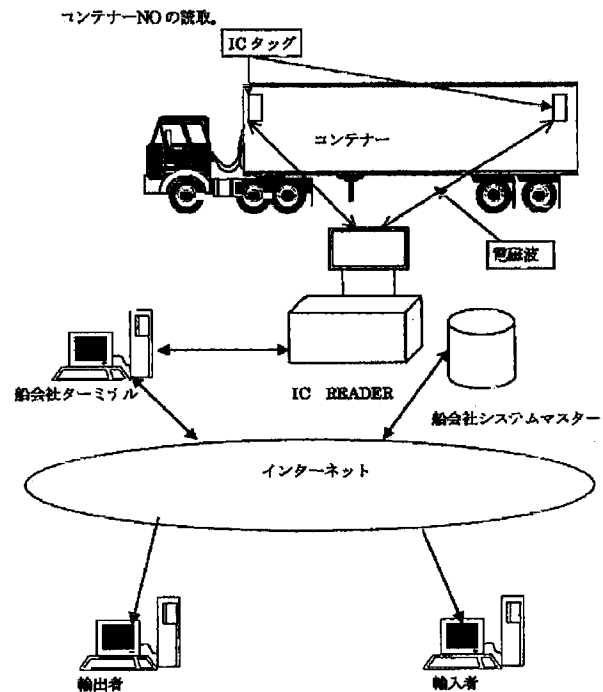 コンテナーNOの読取。
ICタッグ
コンテナー
電磁波
IC READER
船会社ターミナル
船会社システムマスター
インターネット
輸出者
輸入者